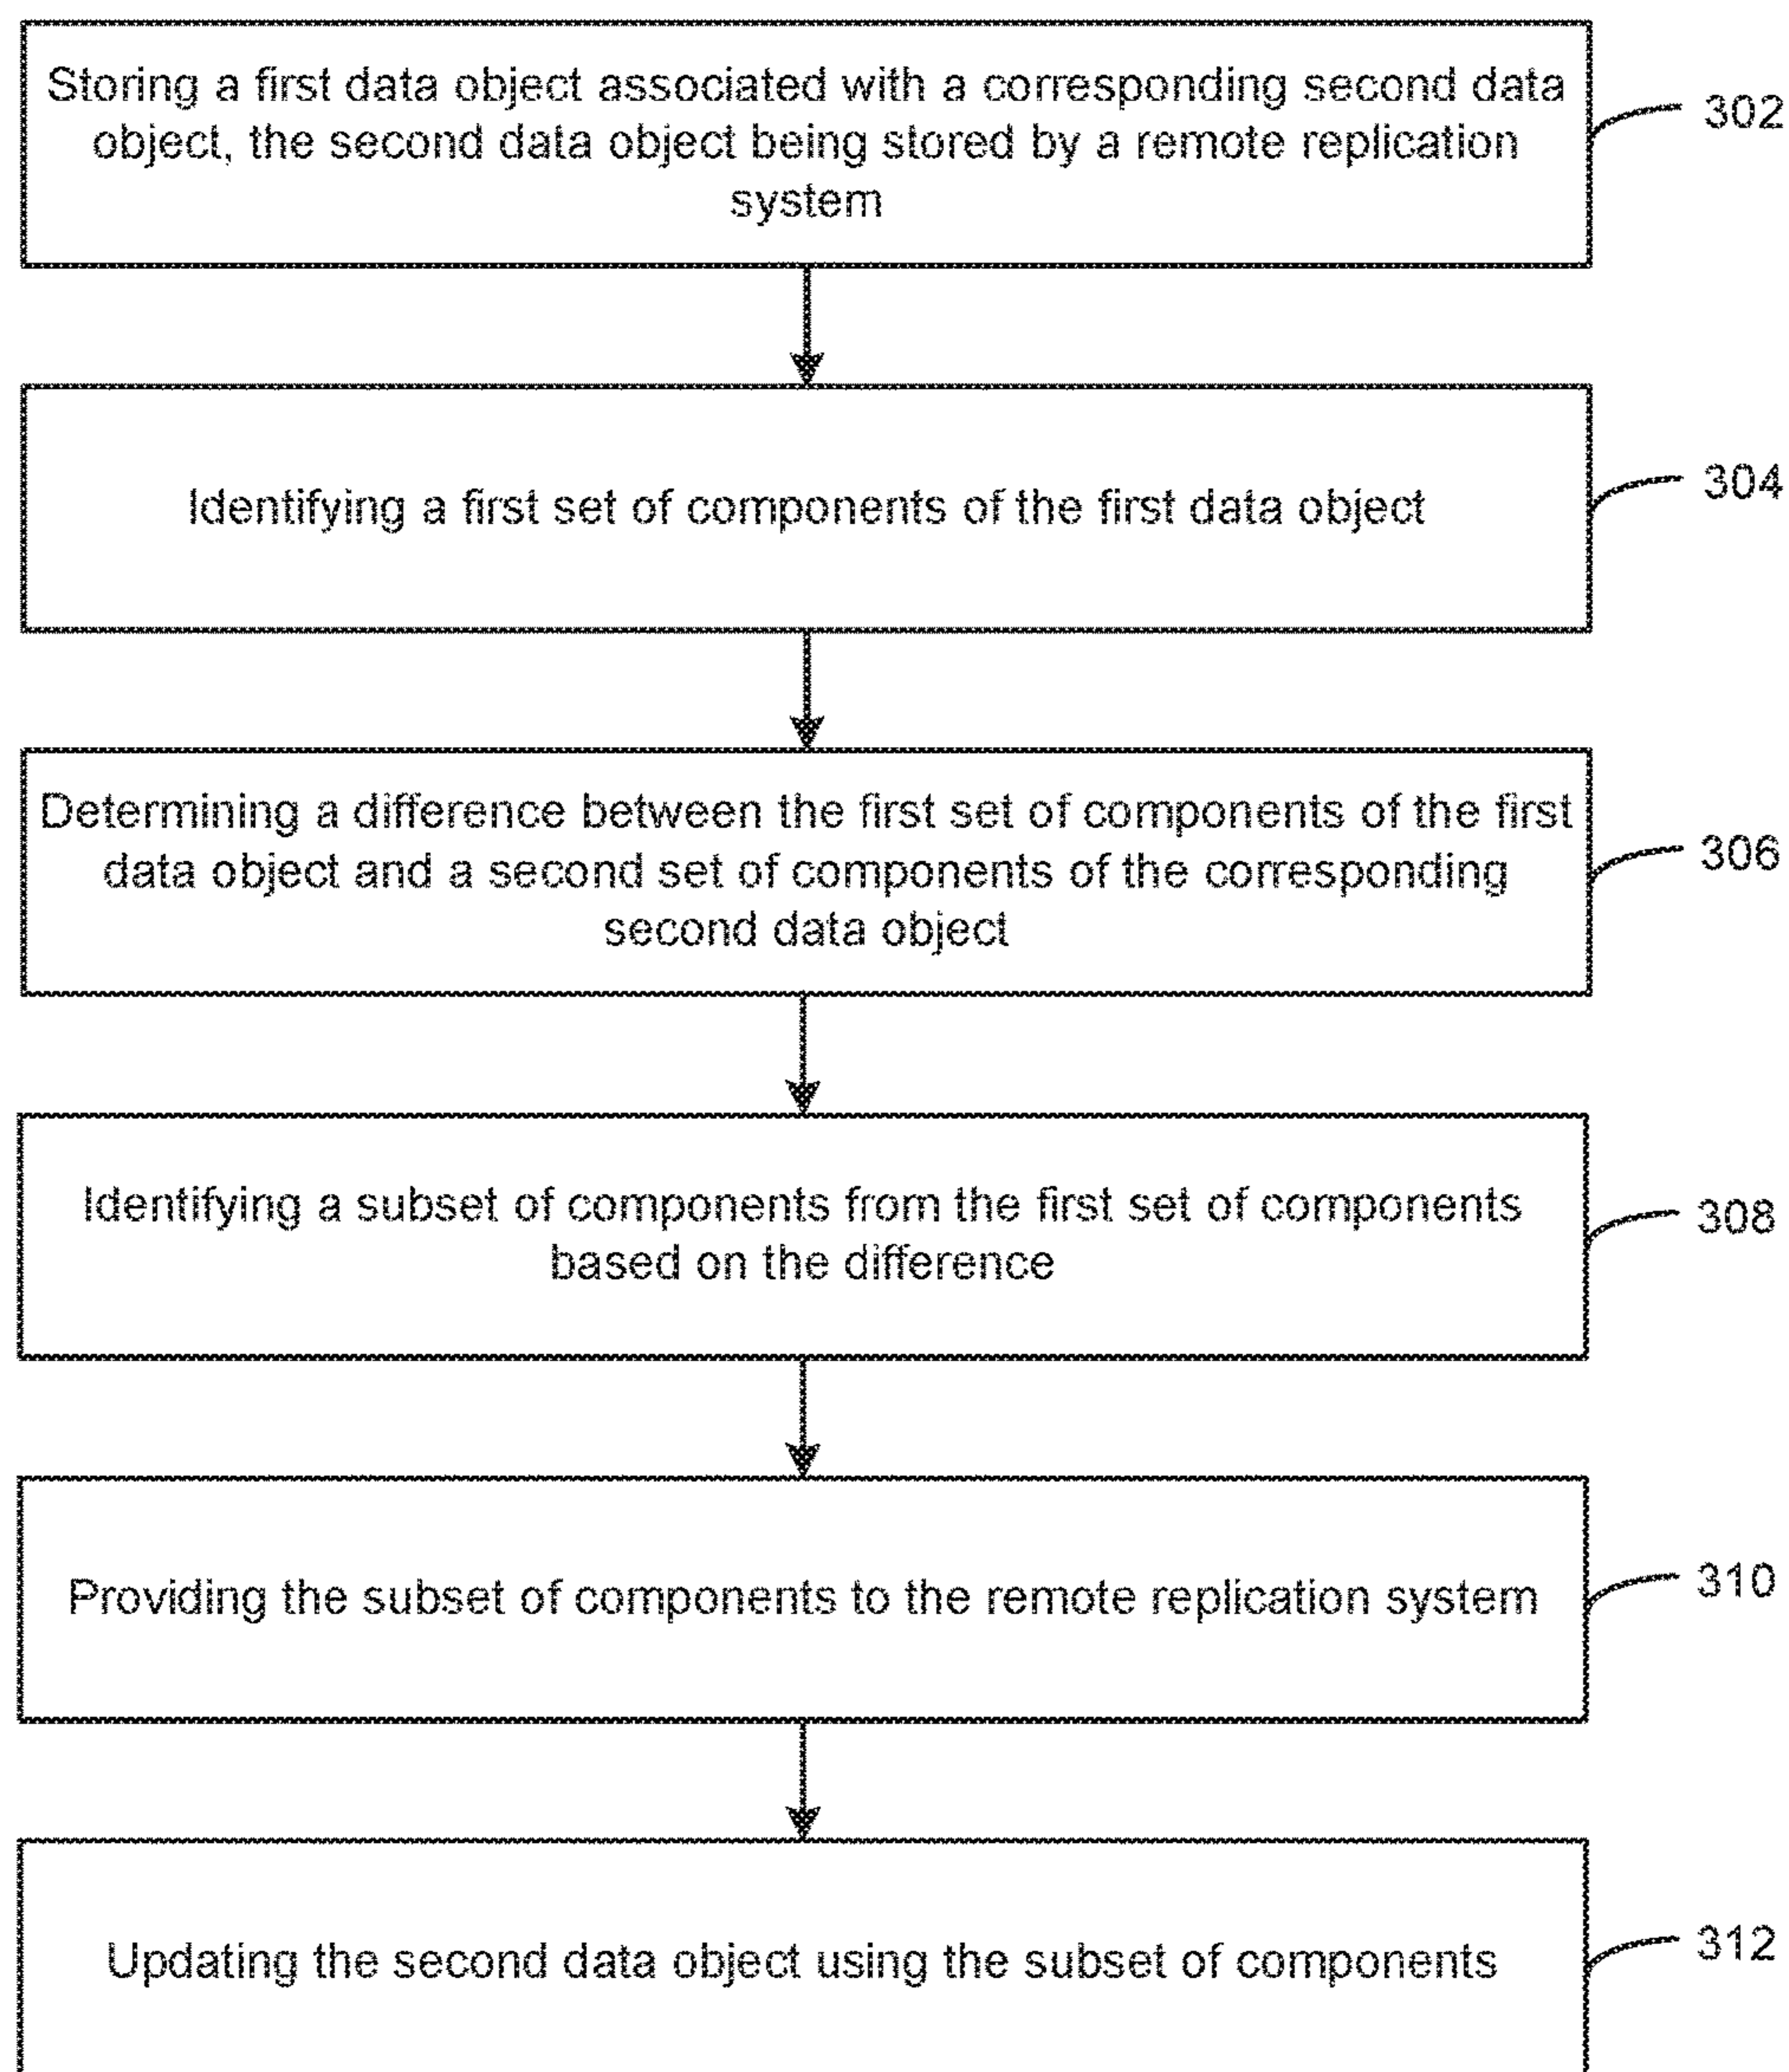 Storing a first data object associated with a corresponding second data
object, the second data object being stored by a remote replication
system
302
Identifying a first set of components of the first data object
304
Determining a difference between the first set of components of the first
data object and a second set of components of the corresponding
second data object
306
Identifying a subset of components from the first set of components
based on the difference
308
Providing the subset of components to the remote replication system
310
Updating the second data object using the subset of components
312